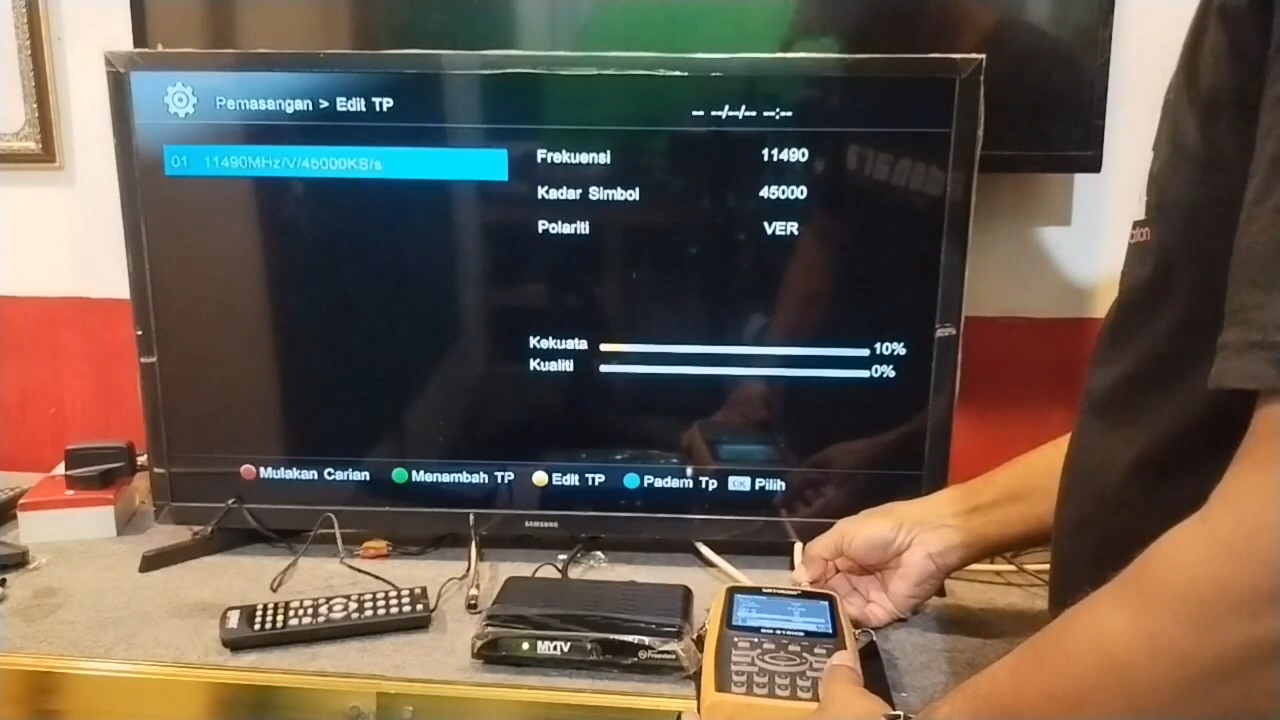 Pemasangan > Edit TP
-- --/--/-- --:--
01 11490MHz/V/45000KS/s
Frekuensi 11490
Kadar Simbol 45000
Polariti VER
Kekuata 10%
Kualiti 0%
Mulakan Carian Menambah TP Edit TP Padam Tp OK Pilih
SAMSUNG
MYTV
Freeview